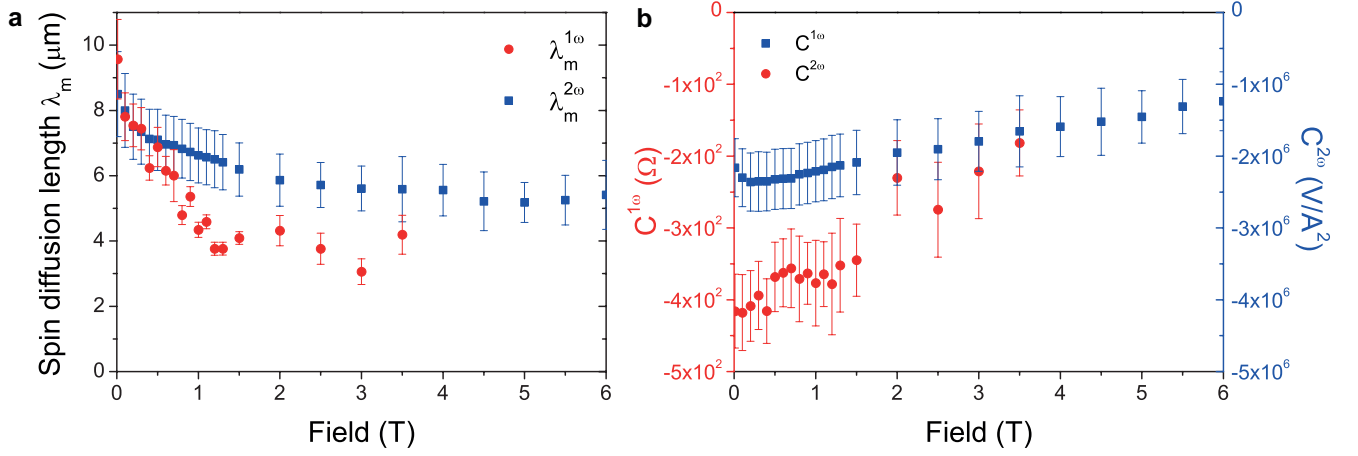 a
Spin diffusion length λm (μm)
10
8
6
4
2
0
0 1 2 3 4 5 6
Field (T)
λm1ω
λm2ω
b
C1ω (Ω)
0
-1x10²
-2x10²
-3x10²
-4x10²
-5x10²
0 1 2 3 4 5 6
Field (T)
C1ω
C2ω
0
-1x10⁶
-2x10⁶
-3x10⁶
-4x10⁶
-5x10⁶
C2ω (V/A²)